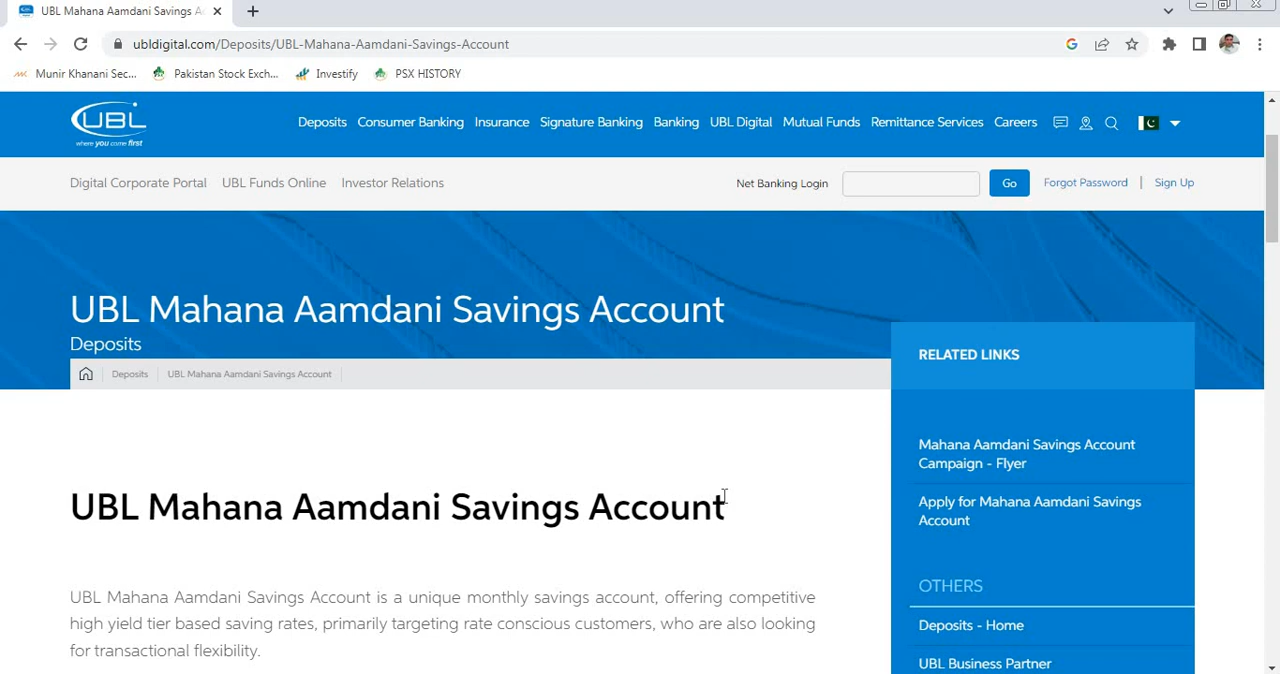 UBL Mahana Aamdani Savings Ac
ubldigital.com/Deposits/UBL-Mahana-Aamdani-Savings-Account
Munir Khanani Sec... Pakistan Stock Exch... Investify PSX HISTORY
UBL
where you come first
Deposits Consumer Banking Insurance Signature Banking Banking UBL Digital Mutual Funds Remittance Services Careers
Digital Corporate Portal UBL Funds Online Investor Relations Net Banking Login Go Forgot Password | Sign Up
UBL Mahana Aamdani Savings Account
Deposits
Deposits UBL Mahana Aamdani Savings Account
RELATED LINKS
Mahana Aamdani Savings Account
Campaign - Flyer
Apply for Mahana Aamdani Savings
Account
OTHERS
Deposits - Home
UBL Business Partner
UBL Mahana Aamdani Savings Account
UBL Mahana Aamdani Savings Account is a unique monthly savings account, offering competitive
high yield tier based saving rates, primarily targeting rate conscious customers, who are also looking
for transactional flexibility.